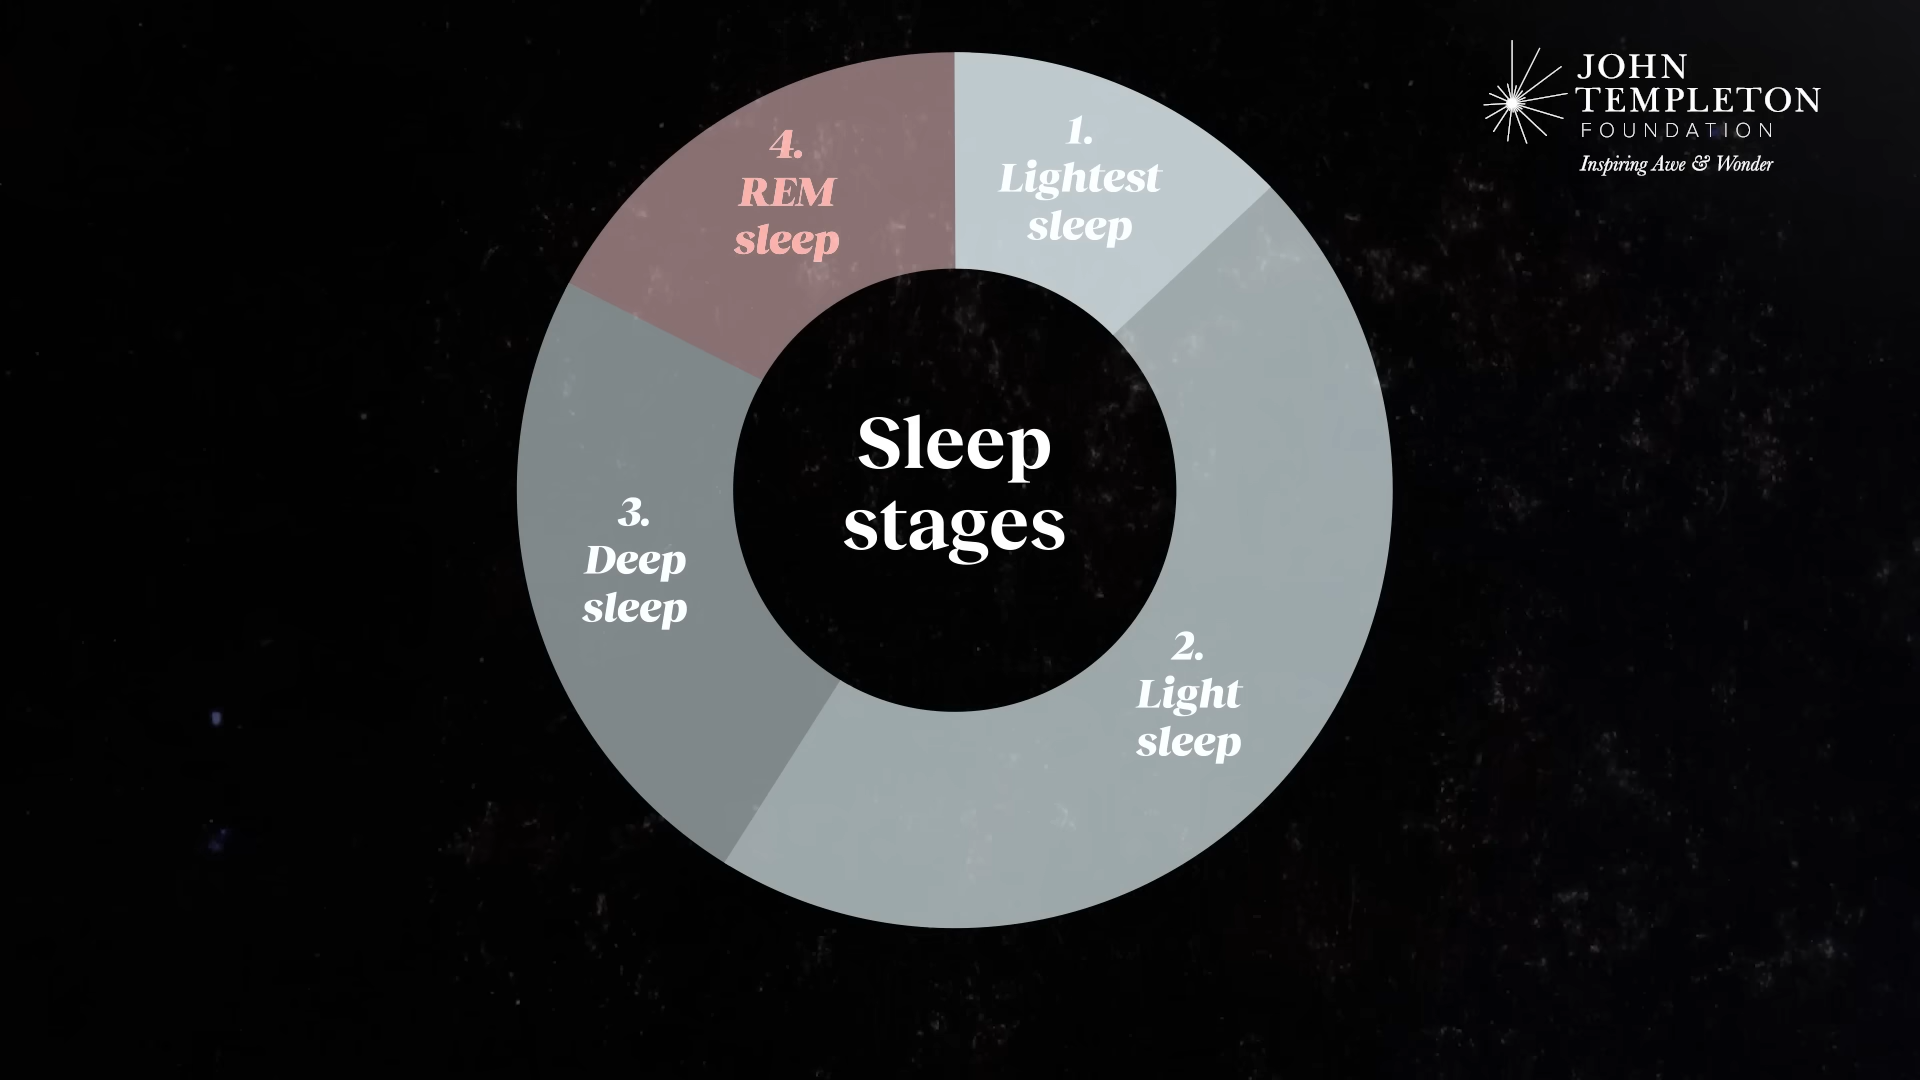 Sleep
stages
1.
Lightest
sleep
2.
Light
sleep
3.
Deep
sleep
4.
REM
sleep
JOHN
TEMPLETON
FOUNDATION
Inspiring Awe & Wonder